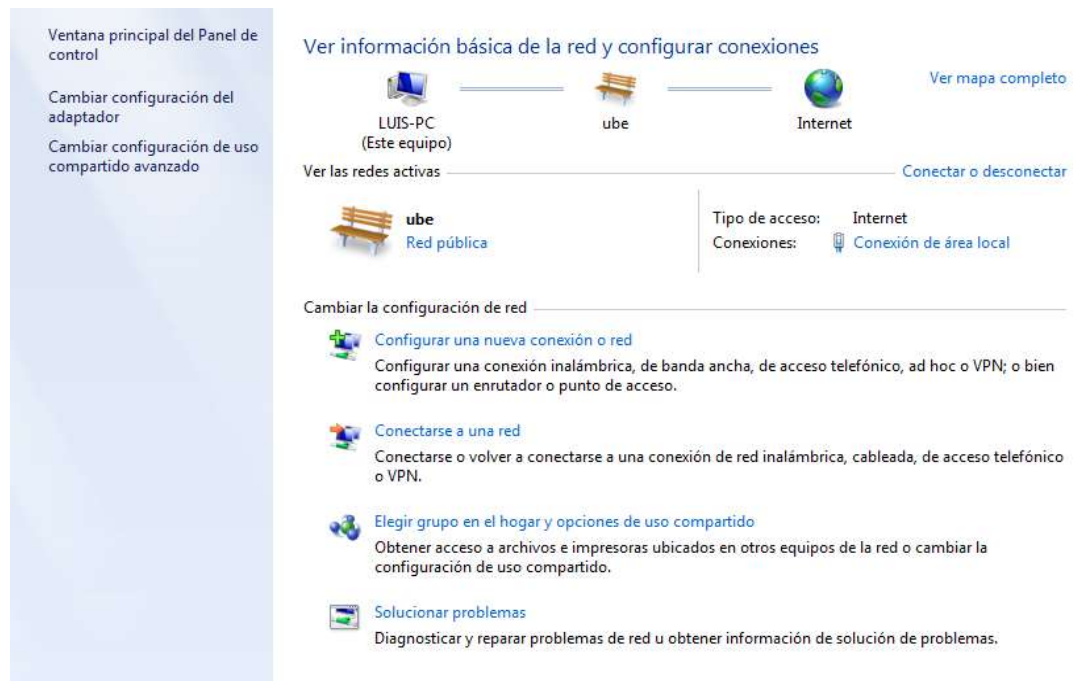 Ventana principal del Panel de
control
Cambiar configuración del
adaptador
Cambiar configuración de uso
compartido avanzado
Ver información básica de la red y configurar conexiones
Ver mapa completo
LUIS-PC
(Este equipo)
ube
Internet
Ver las redes activas
Conectar o desconectar
ube
Red pública
Tipo de acceso: Internet
Conexiones: Conexión de área local
Cambiar la configuración de red
Configurar una nueva conexión o red
Configurar una conexión inalámbrica, de banda ancha, de acceso telefónico, ad hoc o VPN; o bien
configurar un enrutador o punto de acceso.
Conectarse a una red
Conectarse o volver a conectarse a una conexión de red inalámbrica, cableada, de acceso telefónico
o VPN.
Elegir grupo en el hogar y opciones de uso compartido
Obtener acceso a archivos e impresoras ubicados en otros equipos de la red o cambiar la
configuración de uso compartido.
Solucionar problemas
Diagnosticar y reparar problemas de red u obtener información de solución de problemas.